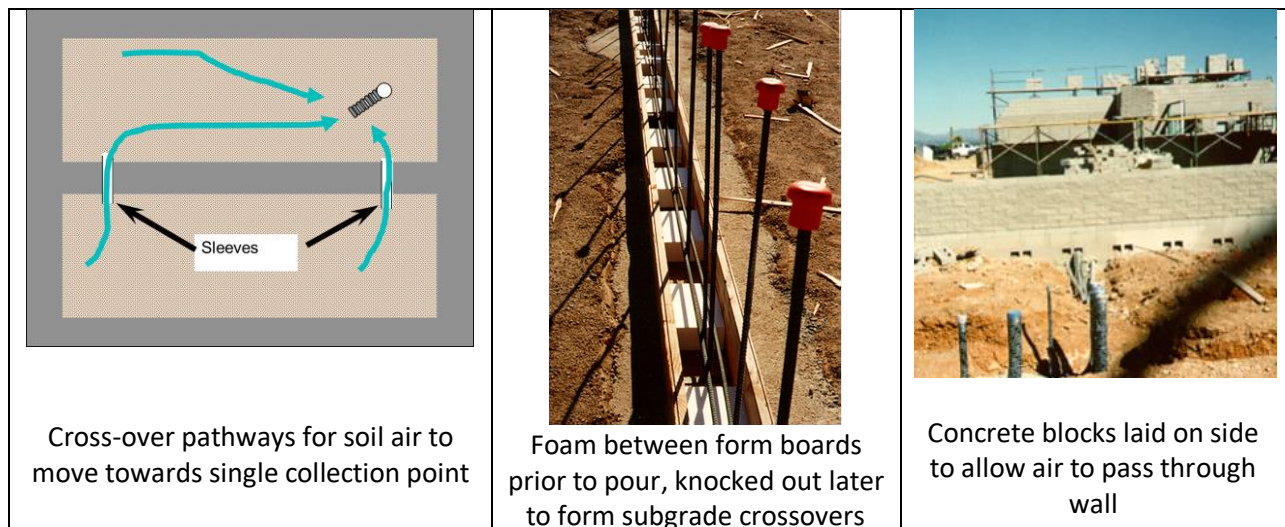 Sleeves
Cross-over pathways for soil air to
move towards single collection point
Foam between form boards
prior to pour, knocked out later
to form subgrade crossovers
Concrete blocks laid on side
to allow air to pass through
wall